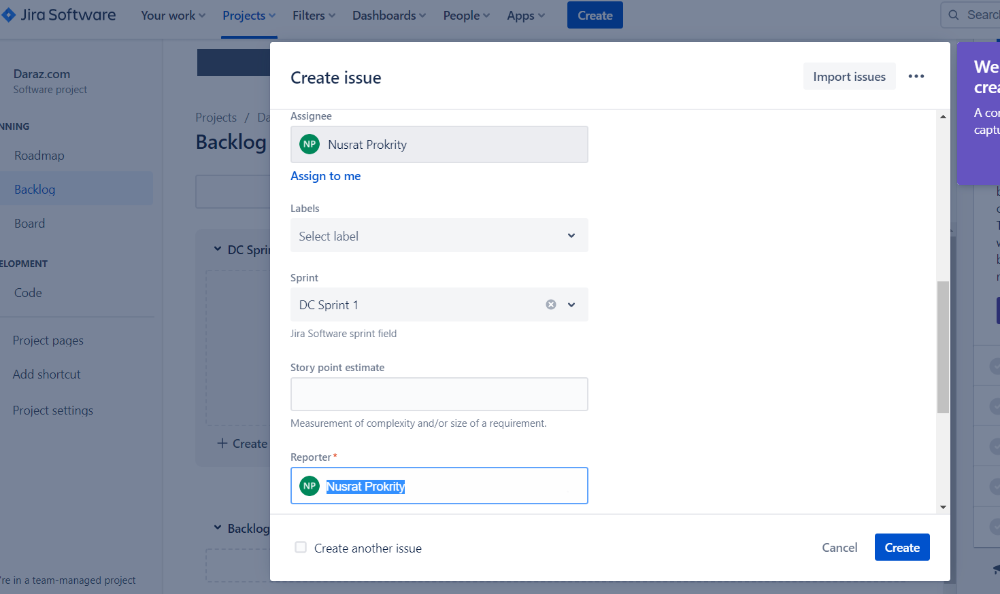 Jira Software Your work Projects Filters Dashboards People Apps Create
Daraz.com
Software project
NNING
Roadmap
Backlog
Board
ELOPMENT
Code
Project pages
Add shortcut
Project settings
're in a team-managed project
Projects / Da
Backlog
DC Spri
+ Create
Backlog
Create issue
Import issues
Assignee
NP Nusrat Prokrity
Assign to me
Labels
Select label
Sprint
DC Sprint 1
Jira Software sprint field
Story point estimate
Measurement of complexity and/or size of a requirement.
Reporter*
NP Nusrat Prokrity
Create another issue
Cancel
Create
Searc
We
crea
A co
captu